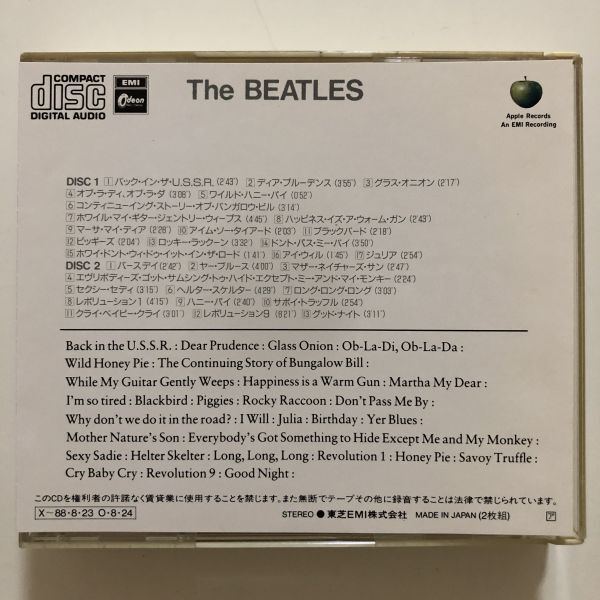 COMPACT
disc
DIGITAL AUDIO
EMI
Odeon
The BEATLES
Apple Records
An EMI Recording
DISC 1 1 バック・イン・ザ・U.S.S.R. (2'43") 2 ディア・プルーデンス (3'55") 3 グラス・オニオン (2'17")
4 オブ・ラ・ディ、オブ・ラ・ダ (3'08") 5 ワイルド・ハニー・パイ (0'52")
6 コンティニューイング・ストーリー・オブ・バンガロウ・ビル (3'14")
7 ホワイル・マイ・ギター・ジェントリー・ウィープス (4'45") 8 ハッピネス・イズ・ア・ウォーム・ガン (2'43")
9 マーサ・マイ・ディア (2'28") 10 アイム・ソー・タイアード (2'03") 11 ブラックバード (2'18")
12 ピッギーズ (2'04") 13 ロッキー・ラックーン (3'32") 14 ドント・パス・ミー・バイ (3'50")
15 ホワイ・ドント・ウィ・ドゥ・イット・イン・ザ・ロード (1'41") 16 アイ・ウィル (1'45") 17 ジュリア (2'54")
DISC 2 1 バースデイ (2'42") 2 ヤー・ブルース (4'00") 3 マザー・ネイチャーズ・サン (2'47")
4 エヴリボディーズ・ゴット・サムシング・トゥ・ハイド・エクセプト・ミー・アンド・マイ・モンキー (2'24")
5 セクシー・セディ (3'15") 6 ヘルター・スケルター (4'29") 7 ロング・ロング・ロング (3'03")
8 レボリューション1 (4'15") 9 ハニー・パイ (2'40") 10 サボイ・トラッフル (2'54")
11 クライ・ベイビー・クライ (3'01") 12 レボリューション9 (8'21") 13 グッド・ナイト (3'11")
Back in the U.S.S.R. : Dear Prudence : Glass Onion : Ob-La-Di, Ob-La-Da :
Wild Honey Pie : The Continuing Story of Bungalow Bill :
While My Guitar Gently Weeps : Happiness is a Warm Gun : Martha My Dear :
I'm so tired : Blackbird : Piggies : Rocky Raccoon : Don't Pass Me By :
Why don't we do it in the road? : I Will : Julia : Birthday : Yer Blues :
Mother Nature's Son : Everybody's Got Something to Hide Except Me and My Monkey :
Sexy Sadie : Helter Skelter : Long, Long, Long : Revolution 1 : Honey Pie : Savoy Truffle :
Cry Baby Cry : Revolution 9 : Good Night :
このCDを権利者の許諾なく賃貸業に使用することを禁じます。また無断でテープその他に録音することは法律で禁じられています。
X〜88・8・23 O・8・24
STEREO ● 東芝EMI株式会社 MADE IN JAPAN (2枚組) ア